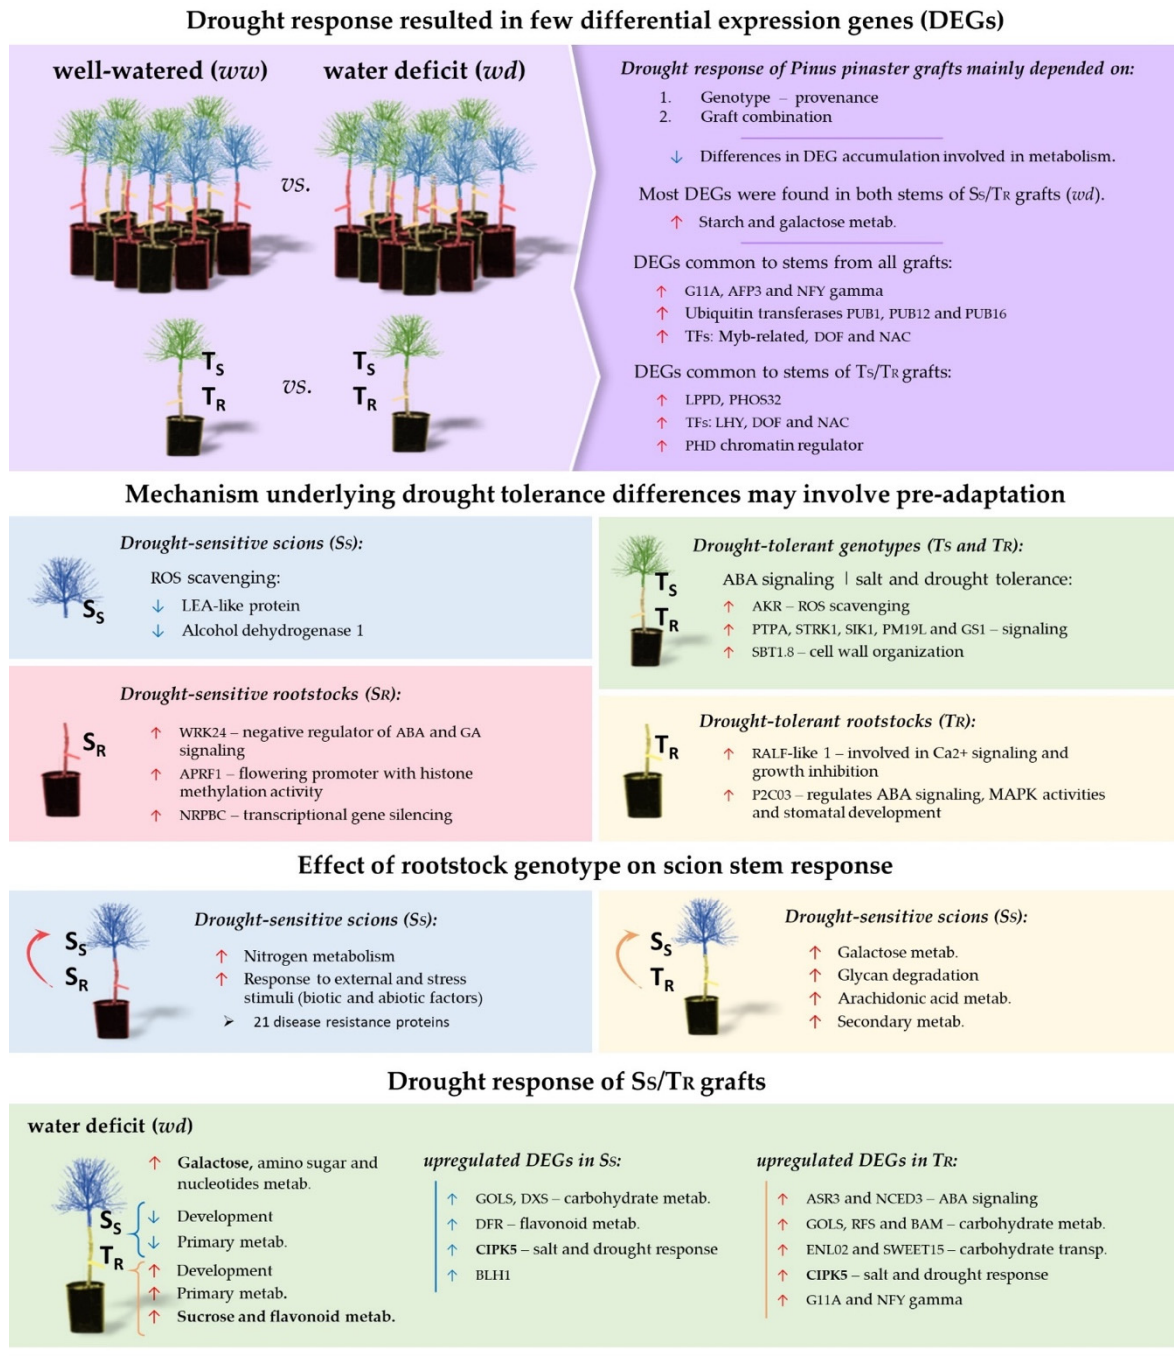 Drought response resulted in few differential expression genes (DEGs)
well-watered (ww)
water deficit (wd)
vs.
T_S
T_R
vs.
T_S
T_R
Drought response of Pinus pinaster grafts mainly depended on:
1. Genotype – provenance
2. Graft combination
↓ Differences in DEG accumulation involved in metabolism.
Most DEGs were found in both stems of Ss/Tr grafts (wd).
↑ Starch and galactose metab.
DEGs common to stems from all grafts:
↑ G11A, AFP3 and NFY gamma
↑ Ubiquitin transferases PUB1, PUB12 and PUB16
↑ TFs: Myb-related, DOF and NAC
DEGs common to stems of Ts/Tr grafts:
↑ LPPD, PHOS32
↑ TFs: LHY, DOF and NAC
↑ PHD chromatin regulator
Mechanism underlying drought tolerance differences may involve pre-adaptation
Drought-sensitive scions (Ss):
ROS scavenging:
↓ LEA-like protein
↓ Alcohol dehydrogenase 1
S_S
Drought-tolerant genotypes (Ts and Tr):
ABA signaling | salt and drought tolerance:
↑ AKR – ROS scavenging
↑ PTPA, STRK1, SIK1, PM19L and GS1 – signaling
↑ SBT1.8 – cell wall organization
T_S
T_R
Drought-sensitive rootstocks (Sr):
↑ WRK24 – negative regulator of ABA and GA
signaling
↑ APRF1 – flowering promoter with histone
methylation activity
↑ NRPBC – transcriptional gene silencing
S_R
Drought-tolerant rootstocks (Tr):
↑ RALF-like 1 – involved in Ca2+ signaling and
growth inhibition
↑ P2C03 – regulates ABA signaling, MAPK activities
and stomatal development
T_R
Effect of rootstock genotype on scion stem response
S_S
S_R
Drought-sensitive scions (Ss):
↑ Nitrogen metabolism
↑ Response to external and stress
stimuli (biotic and abiotic factors)
➢ 21 disease resistance proteins
S_S
T_R
Drought-sensitive scions (Ss):
↑ Galactose metab.
↑ Glycan degradation
↑ Arachidonic acid metab.
↑ Secondary metab.
Drought response of Ss/Tr grafts
water deficit (wd)
S_S
T_R
↑ Galactose, amino sugar and
nucleotides metab.
↓ Development
↓ Primary metab.
↑ Development
↑ Primary metab.
↑ Sucrose and flavonoid metab.
upregulated DEGs in Ss:
↑ GOLS, DXS – carbohydrate metab.
↑ DFR – flavonoid metab.
↑ CIPK5 – salt and drought response
↑ BLH1
upregulated DEGs in Tr:
↑ ASR3 and NCED3 – ABA signaling
↑ GOLS, RFS and BAM – carbohydrate metab.
↑ ENL02 and SWEET15 – carbohydrate transp.
↑ CIPK5 – salt and drought response
↑ G11A and NFY gamma